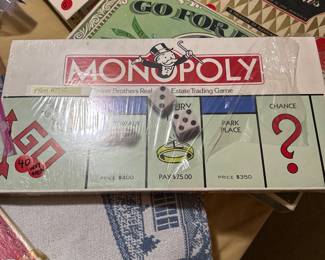 GO FOR
MONOPOLY
Parker Brothers Real Estate Trading Game
GO
40
LUXURY
PARK
PLACE
CHANCE
?
PRICE $400
PAY $75.00
PRICE $350